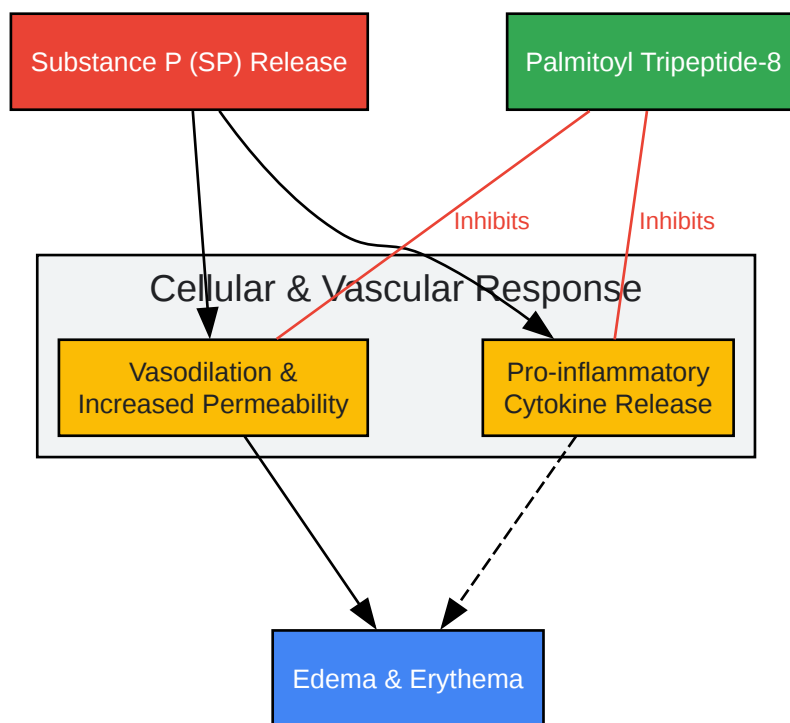 Substance P (SP) Release
Palmitoyl Tripeptide-8
Inhibits
Inhibits
Cellular & Vascular Response
Vasodilation &
Increased Permeability
Pro-inflammatory
Cytokine Release
Edema & Erythema